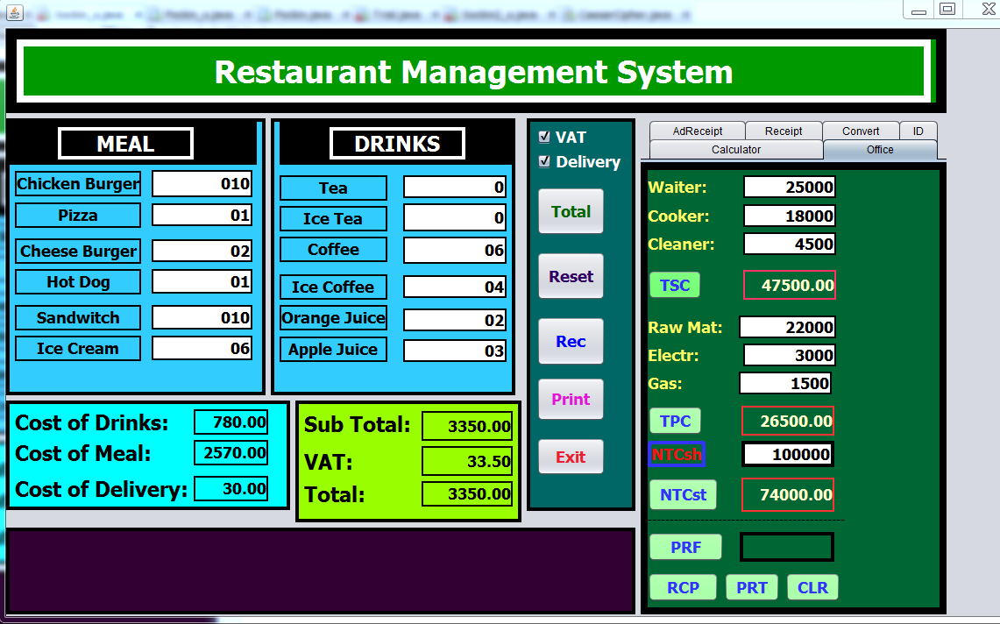 Restaurant Management System
MEAL
Chicken Burger 010
Pizza 01
Cheese Burger 02
Hot Dog 01
Sandwitch 010
Ice Cream 06
DRINKS
Tea 0
Ice Tea 0
Coffee 06
Ice Coffee 04
Orange Juice 02
Apple Juice 03
Cost of Drinks: 780.00
Cost of Meal: 2570.00
Cost of Delivery: 30.00
Sub Total: 3350.00
VAT: 33.50
Total: 3350.00
VAT
Delivery
Total
Reset
Rec
Print
Exit
AdReceipt Receipt Convert ID
Calculator Office
Waiter: 25000
Cooker: 18000
Cleaner: 4500
TSC 47500.00
Raw Mat: 22000
Electr: 3000
Gas: 1500
TPC 26500.00
NTCsh 100000
NTCst 74000.00
PRF
RCP PRT CLR